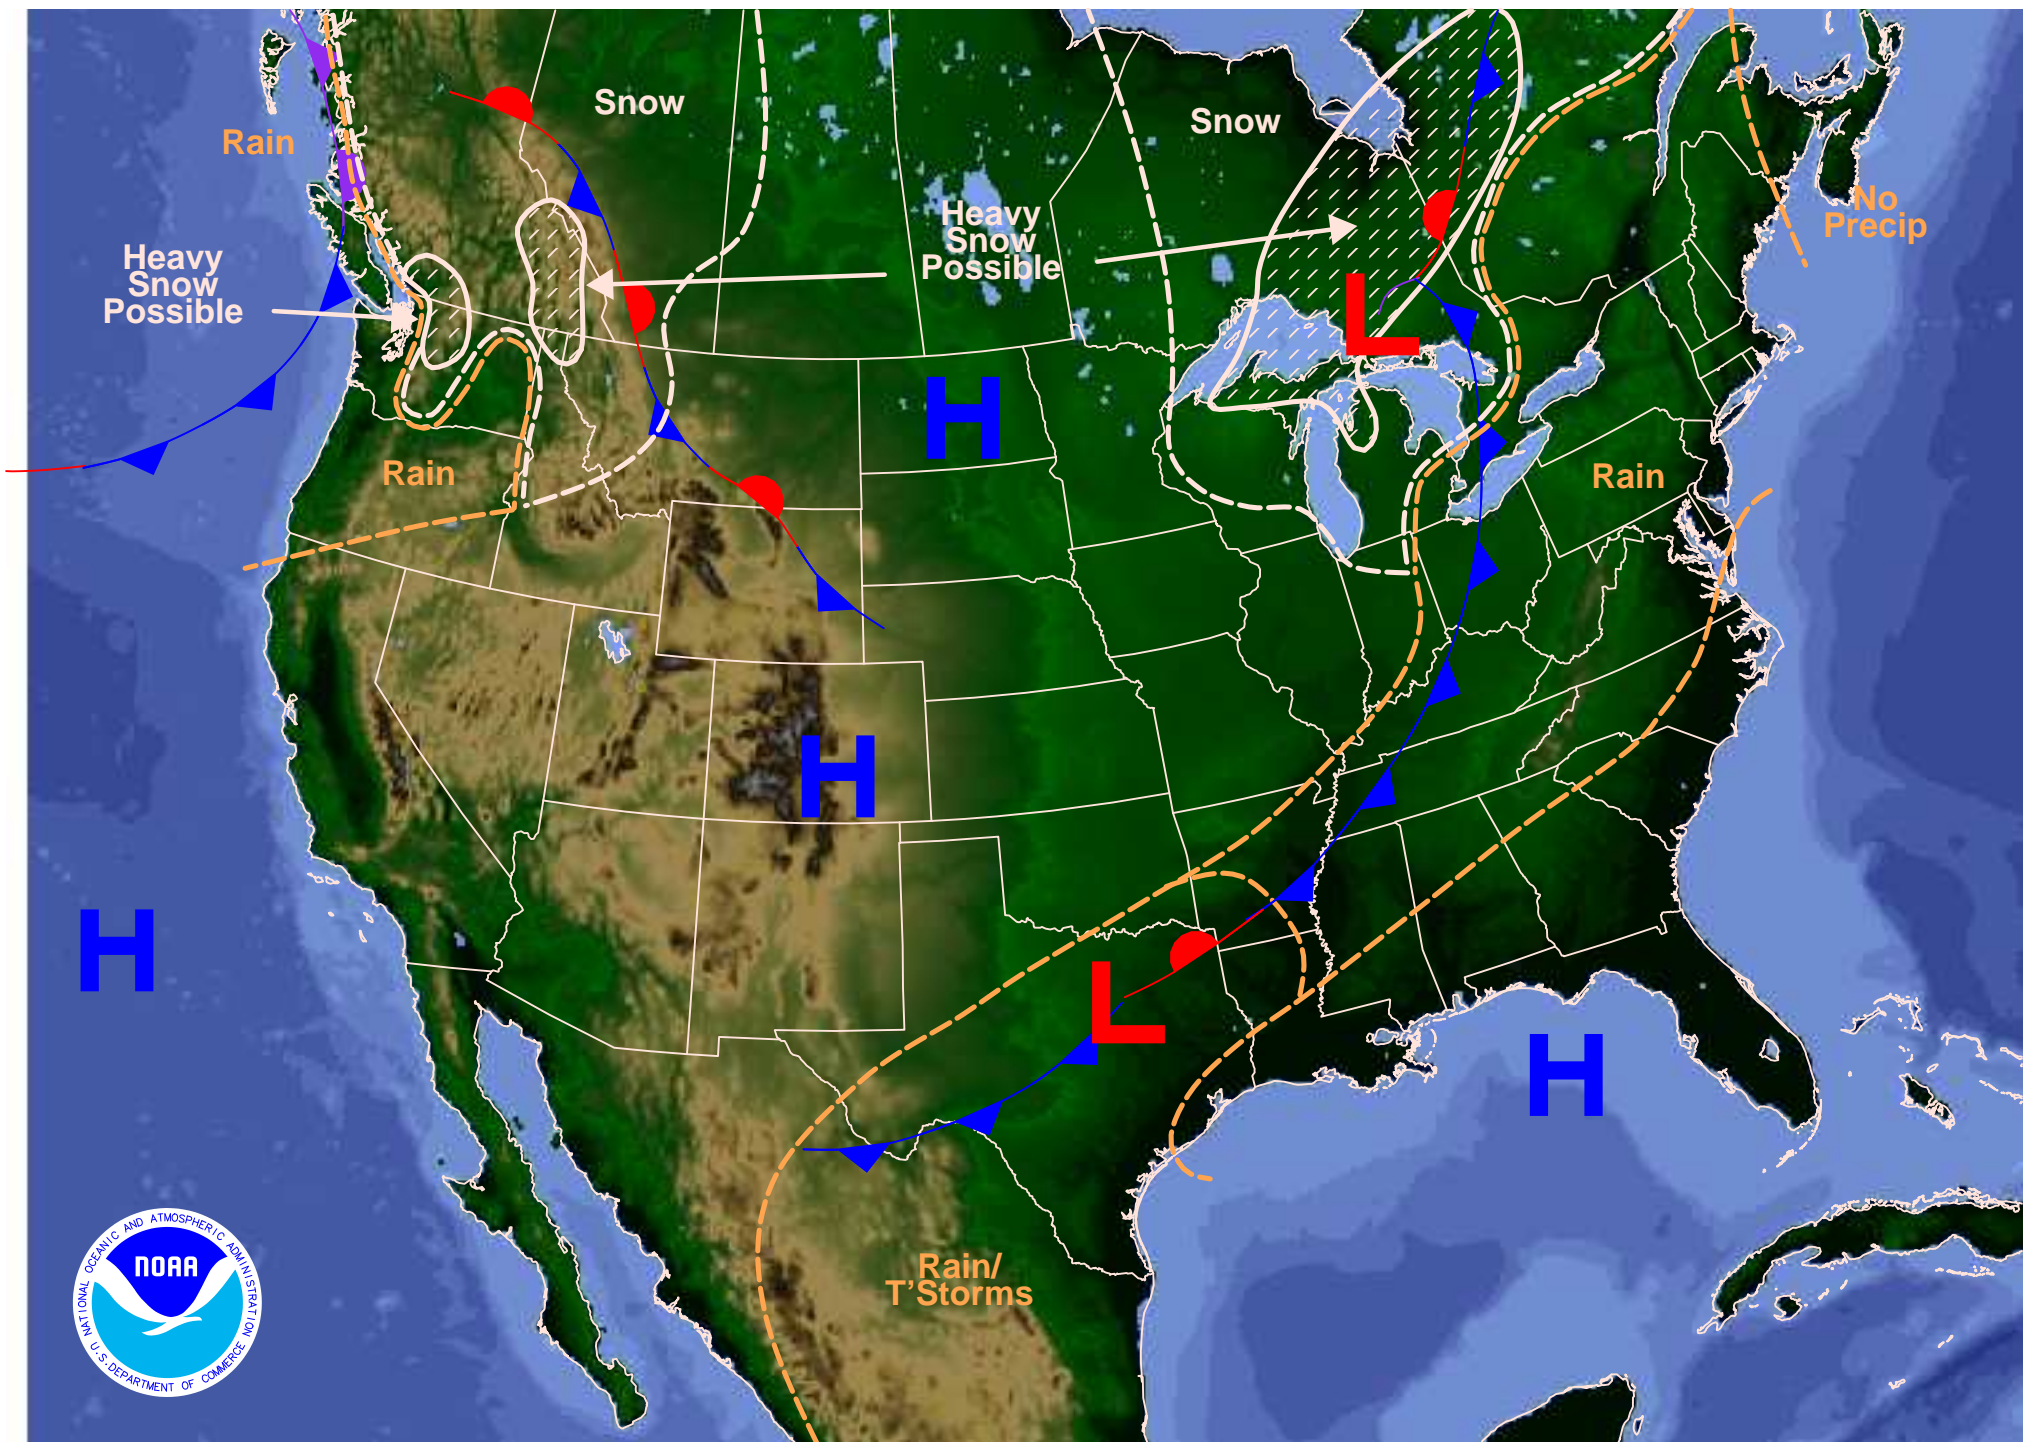 Snow
Snow
Rain
No
Precip
Heavy
Snow
Possible
Heavy
Snow
Possible
L
H
Rain
Rain
H
H
L
H
Rain/
T'Storms
NATIONAL OCEANIC AND ATMOSPHERIC ADMINISTRATION
NOAA
U.S. DEPARTMENT OF COMMERCE